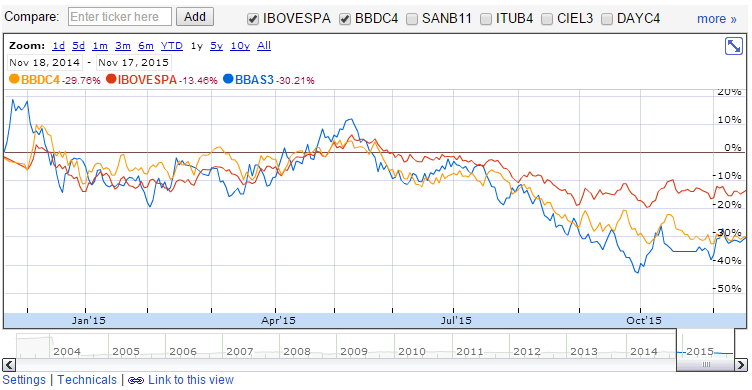 Compare: Enter ticker here Add IBOVESPA BBDC4 SANB11 ITUB4 CIEL3 DAYC4 more »
Zoom: 1d 5d 1m 3m 6m YTD 1y 5y 10y All
Nov 18, 2014 - Nov 17, 2015
BBDC4 -29.76% IBOVESPA -13.46% BBAS3 -30.21%
20%
10%
0%
-10%
-20%
-30%
-40%
-50%
Jan'15 Apr'15 Jul'15 Oct'15
2004 2005 2006 2007 2008 2009 2010 2011 2012 2013 2014 2015
Settings | Technicals | Link to this view